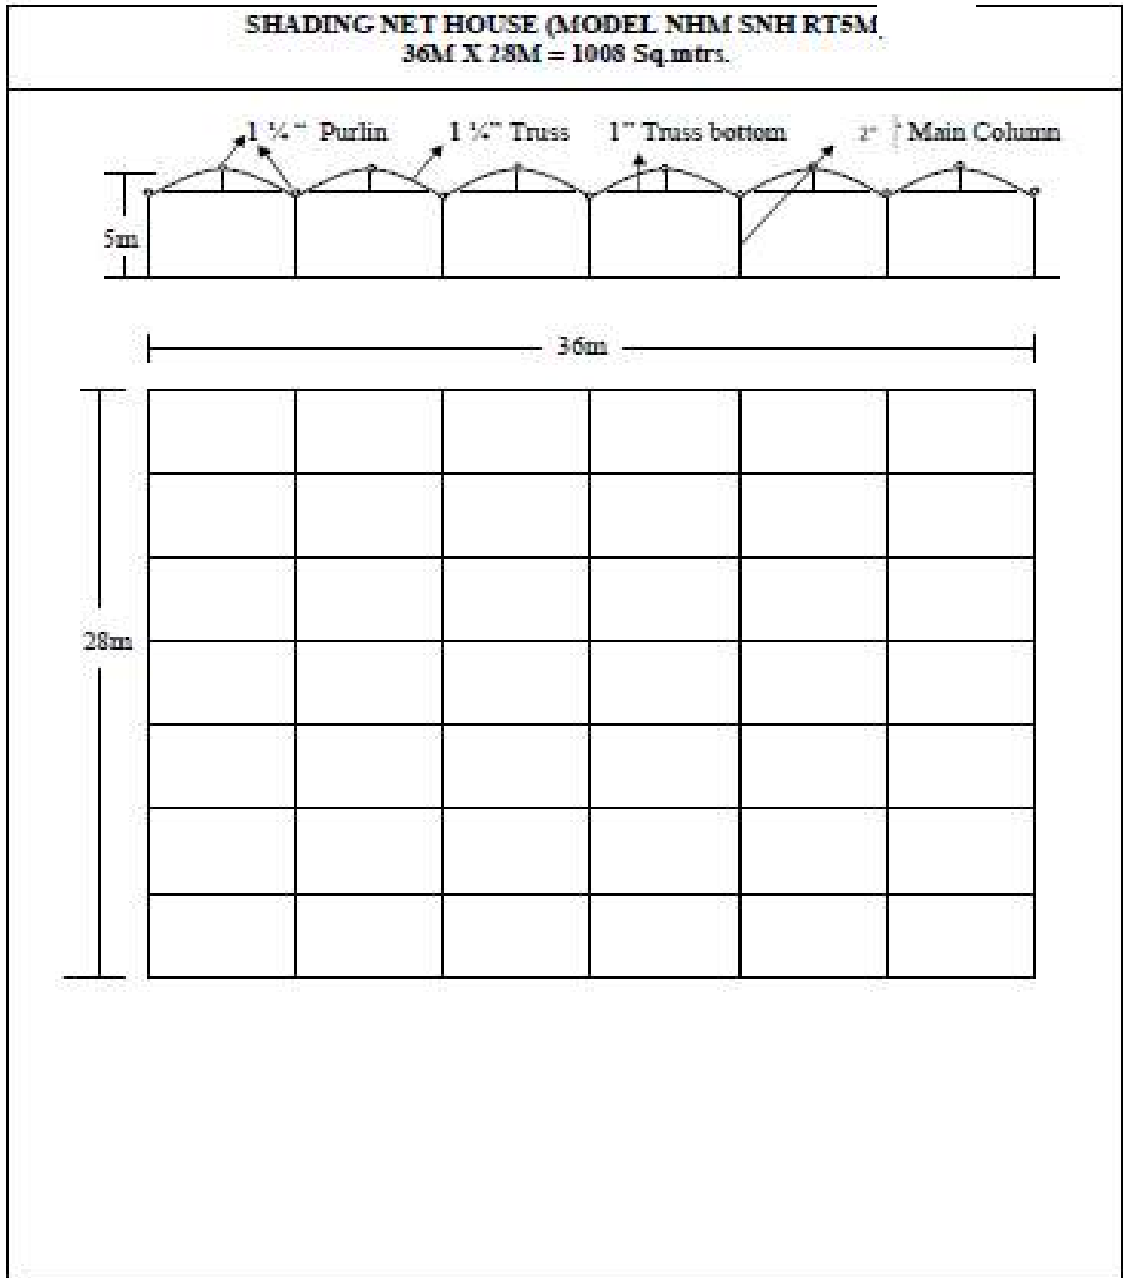 SHADING NET HOUSE (MODEL NHM SNH RT5M
36M X 28M = 1008 Sq.mtrs.
1 ¼" Purlin 1 ¼" Truss 1" Truss bottom 2" Main Column
5m
36m
28m